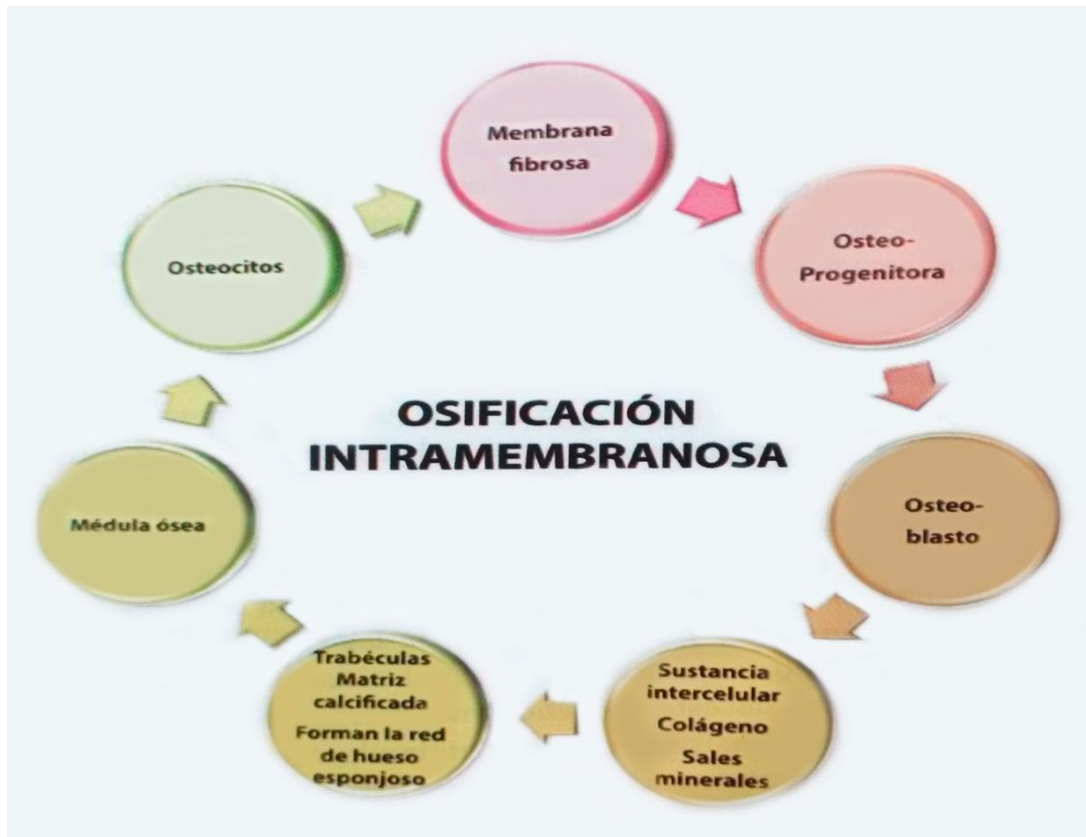 Membrana
fibrosa
Osteo-
Progenitora
Osteo-
blasto
Sustancia
intercelular
Colágeno
Sales
minerales
Trabéculas
Matriz
calcificada
Forman la red
de hueso
esponjoso
Médula ósea
Osteocitos
OSIFICACIÓN
INTRAMEMBRANOSA